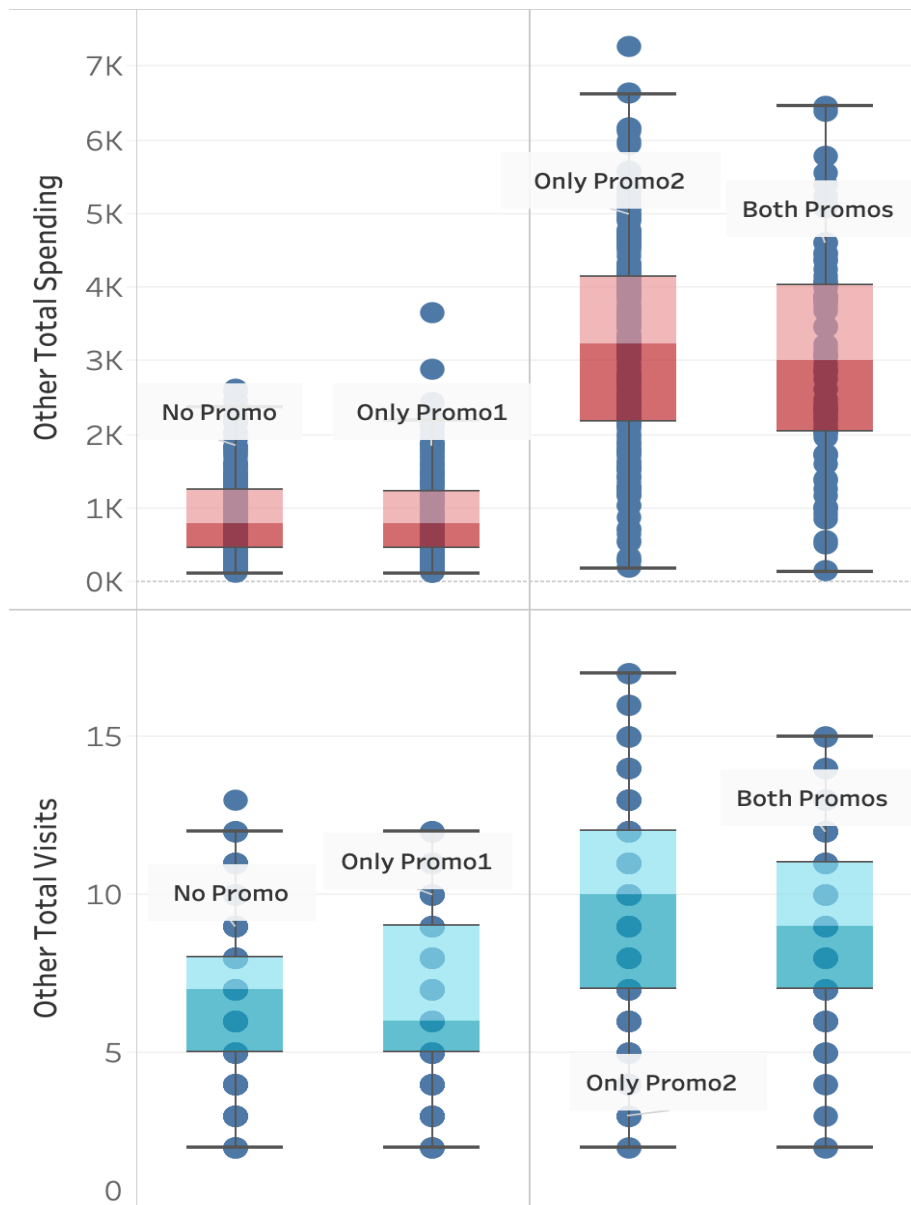 7K
6K
5K
4K
3K
2K
1K
0K
Other Total Spending
No Promo
Only Promo1
Only Promo2
Both Promos
15
10
5
0
Other Total Visits
No Promo
Only Promo1
Only Promo2
Both Promos